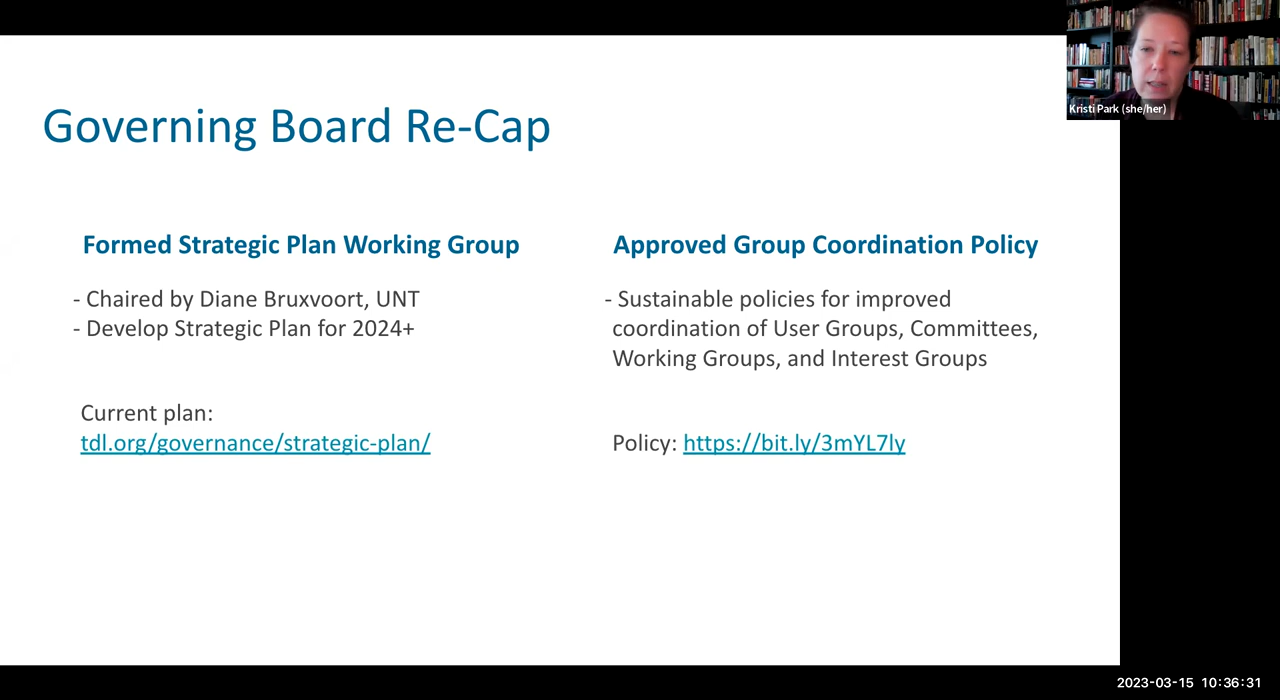 Governing Board Re-Cap
Formed Strategic Plan Working Group
- Chaired by Diane Bruxvoort, UNT
- Develop Strategic Plan for 2024+
Current plan:
tdl.org/governance/strategic-plan/
Approved Group Coordination Policy
- Sustainable policies for improved
coordination of User Groups, Committees,
Working Groups, and Interest Groups
Policy: https://bit.ly/3mYL7ly
Kristi Park (she/her)
2023-03-15 10:36:31